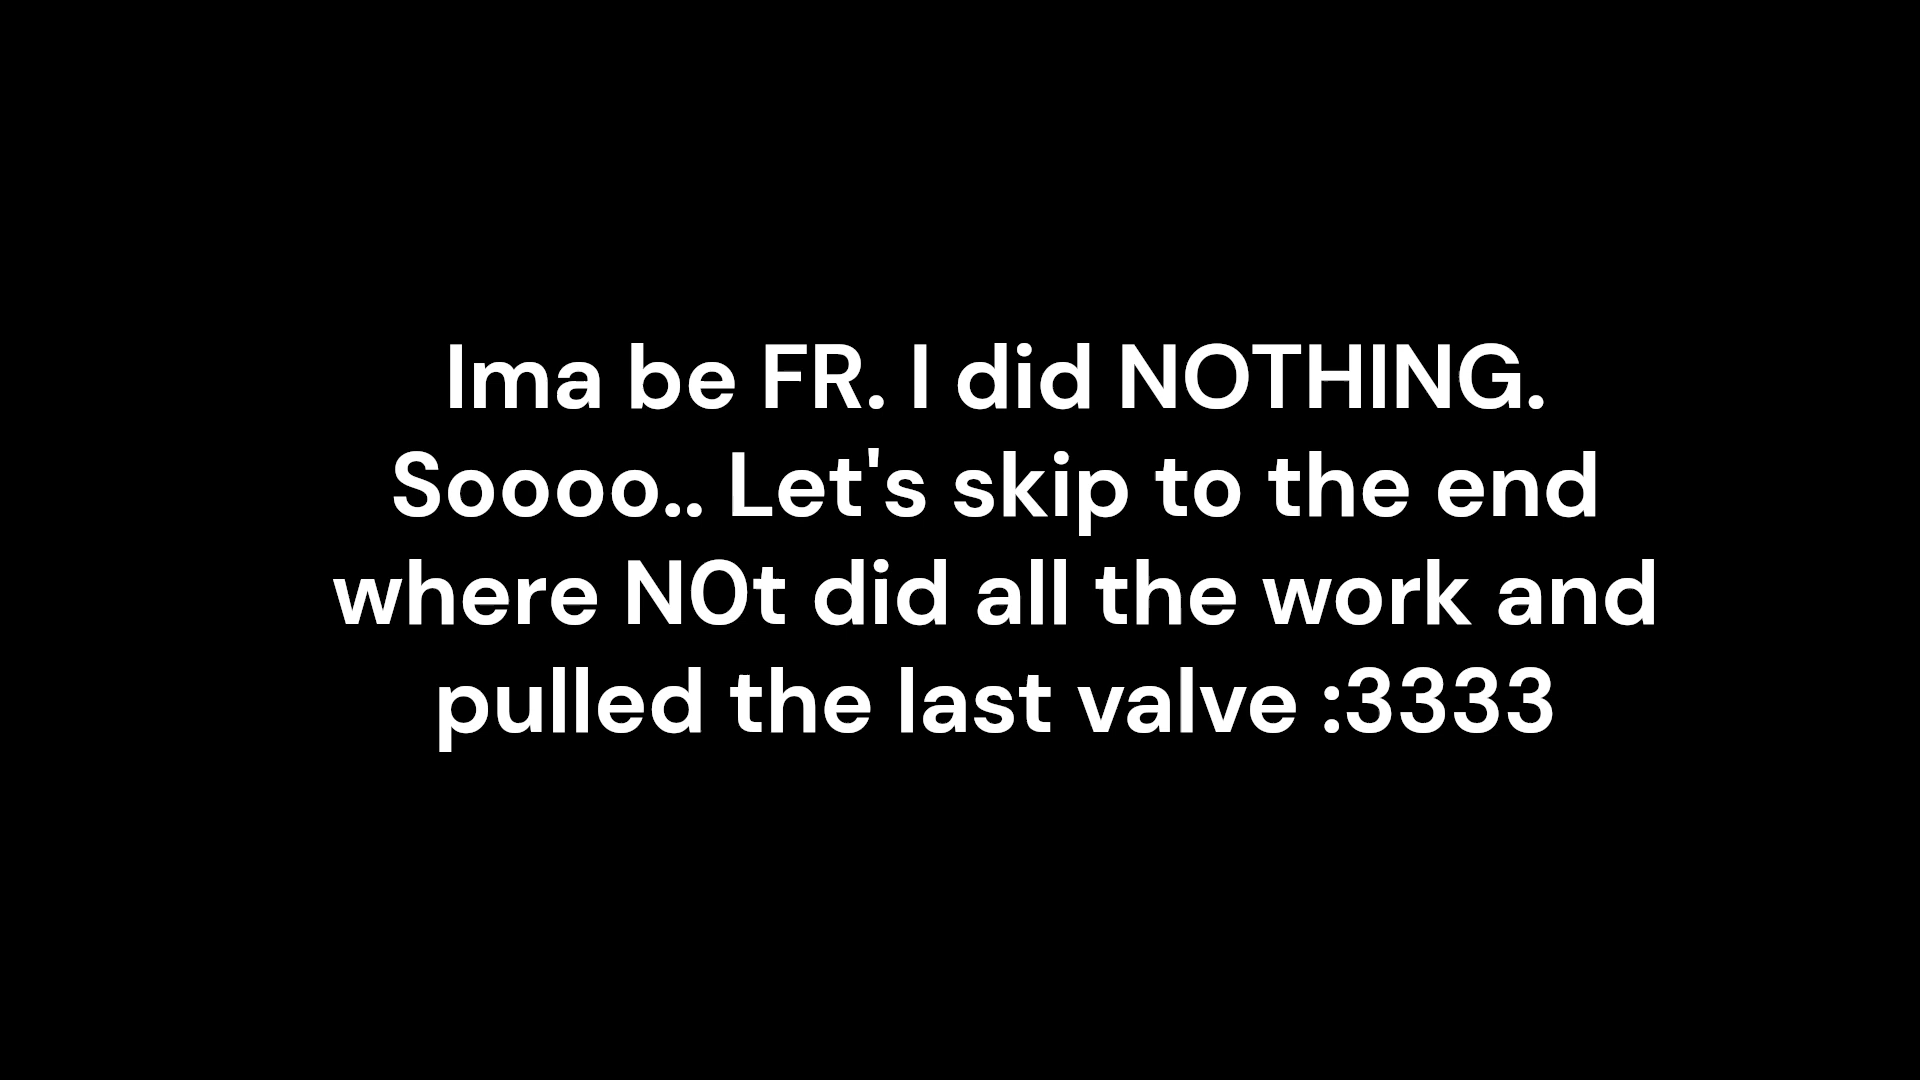 Ima be FR. I did NOTHING.
Soooo.. Let's skip to the end
where N0t did all the work and
pulled the last valve :3333